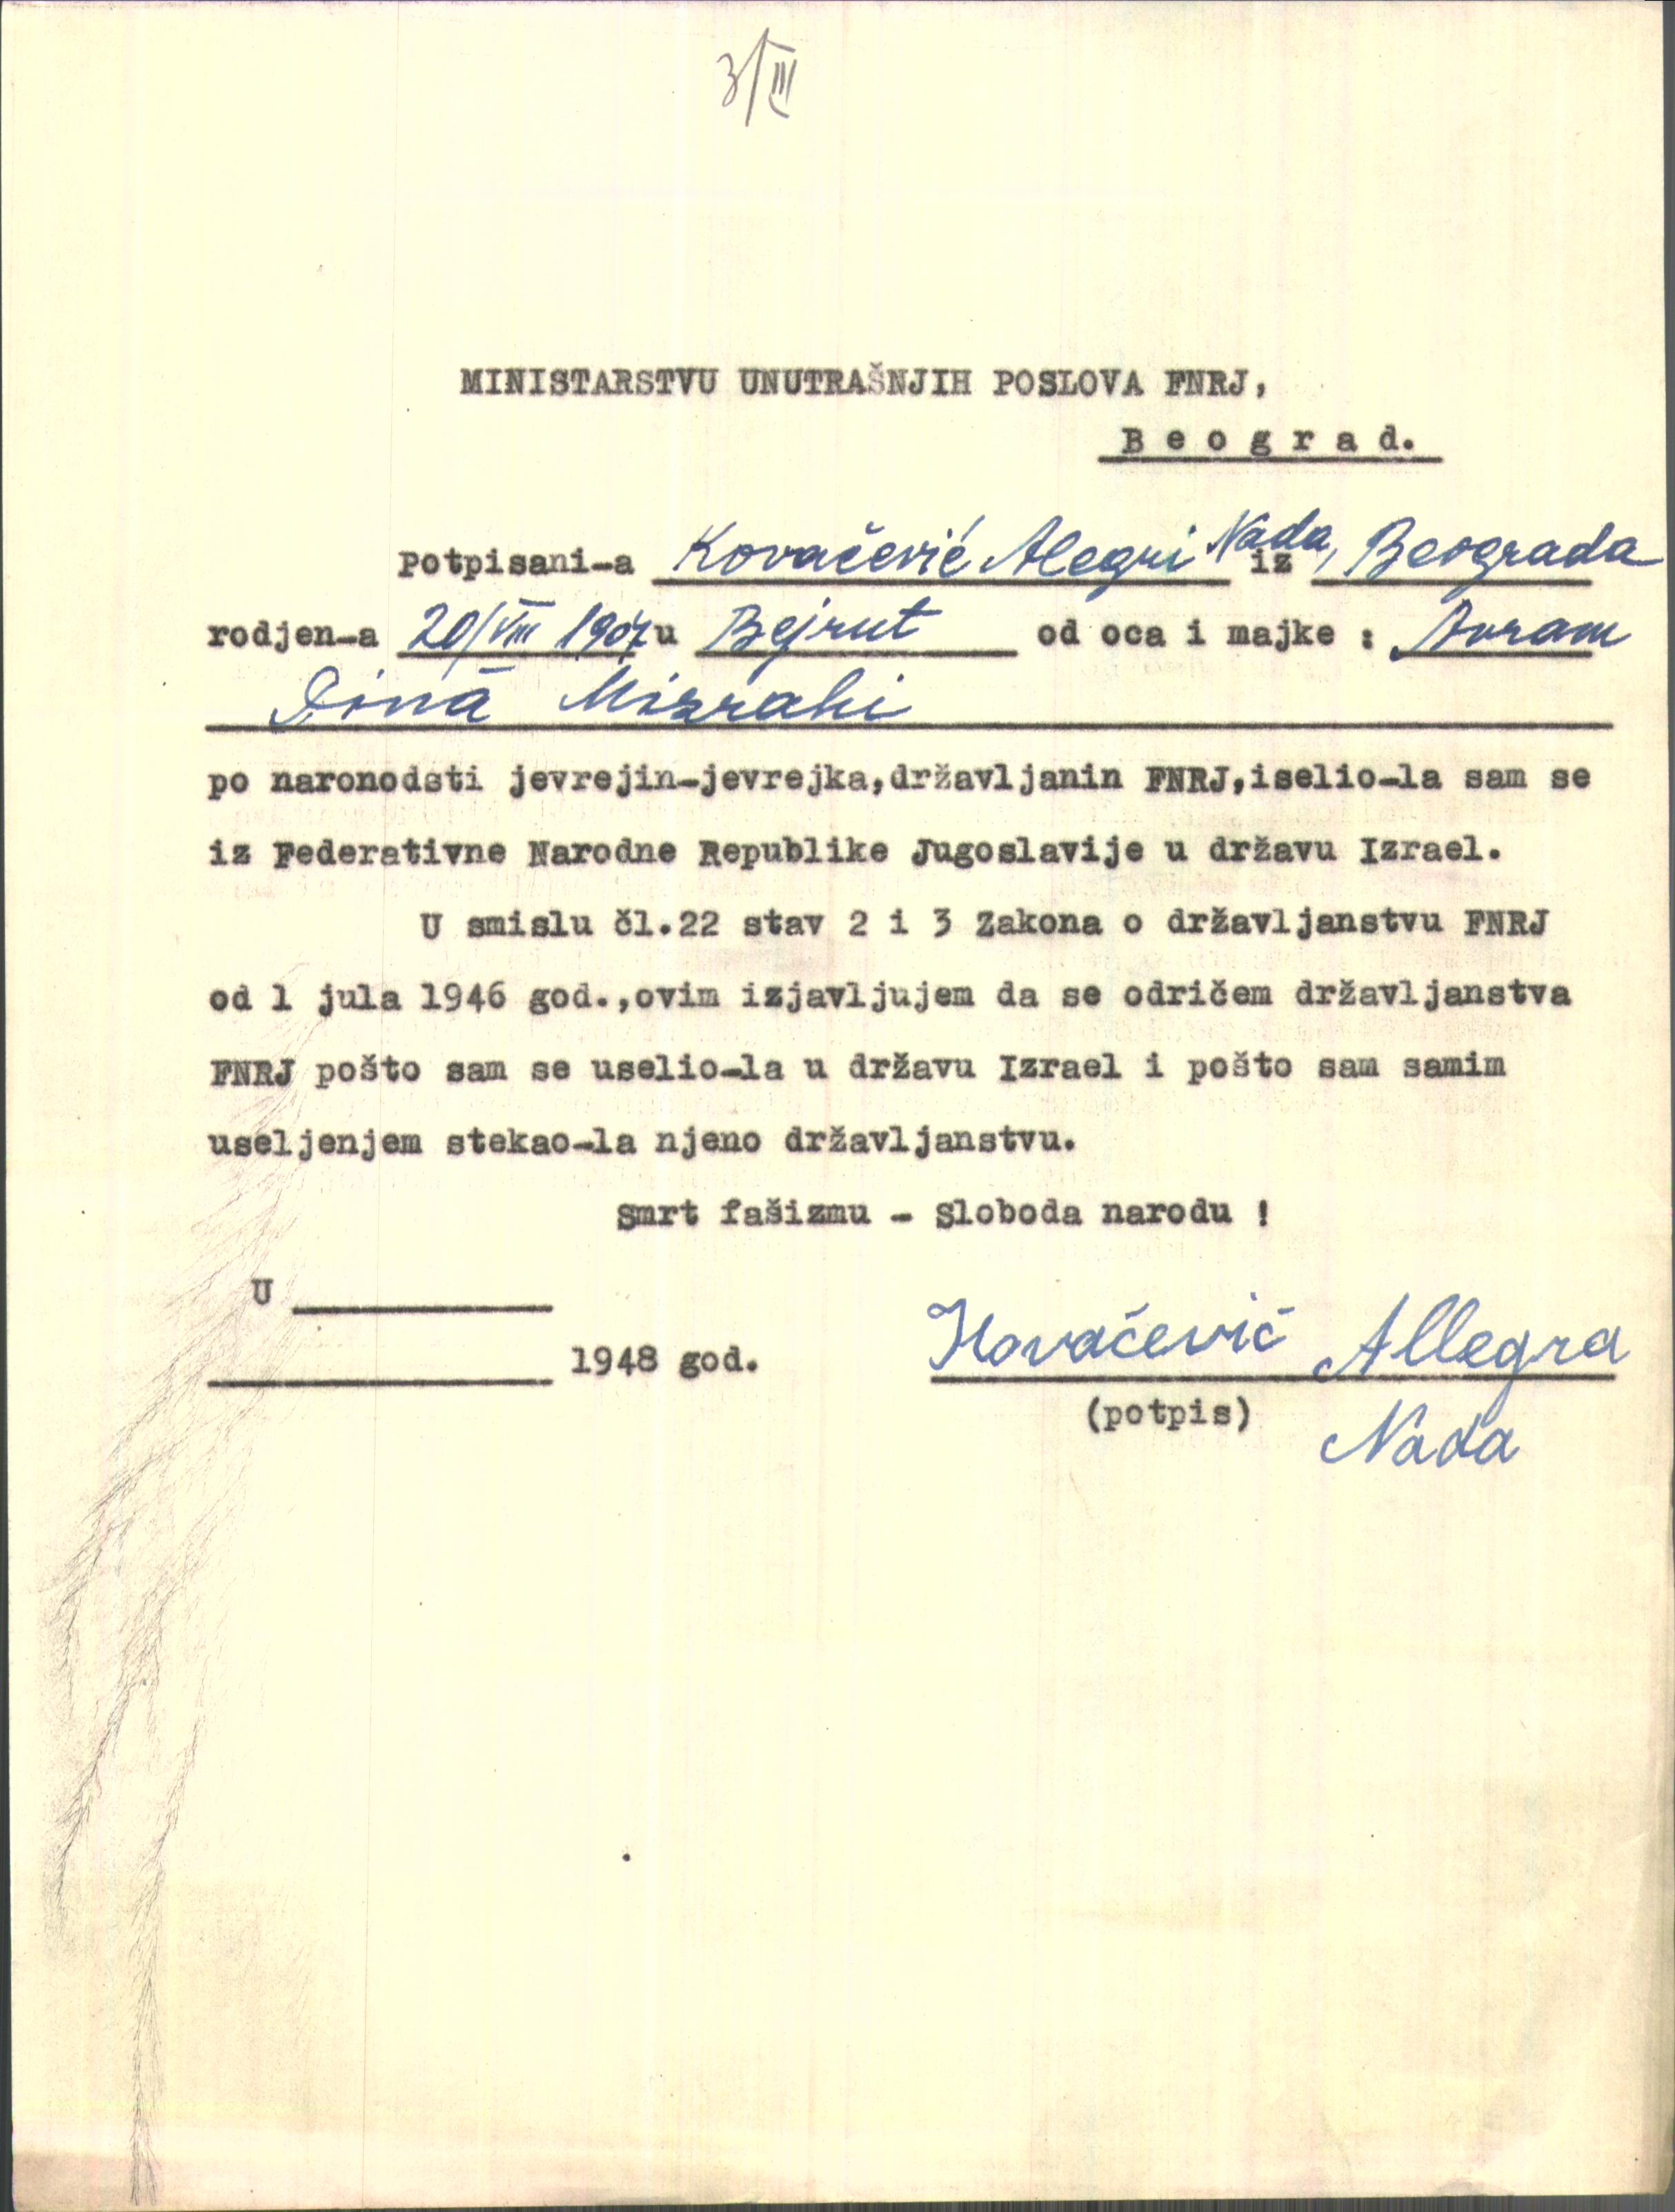 3/III
MINISTARSTVU UNUTRAŠNJIH POSLOVA FNRJ,
Beograd.
Potpisani-a Kovačević Alegri Nada, iz Beograda
rodjen-a 20/VIII 1907 u Bejrut od oca i majke : Avram
Dina Mizrahi
po naronodsti jevrejin-jevrejka,državljanin FNRJ,iselio-la sam se
iz Federativne Narodne Republike Jugoslavije u državu Izrael.
U smislu čl.22 stav 2 i 3 Zakona o državljanstvu FNRJ
od 1 jula 1946 god.,ovim izjavljujem da se odričem državljanstva
FNRJ pošto sam se uselio-la u državu Izrael i pošto sam samim
useljenjem stekao-la njeno državljanstvu.
Smrt fašizmu - Sloboda narodu !
U
1948 god.
Kovačević Allegra
(potpis)
Nada